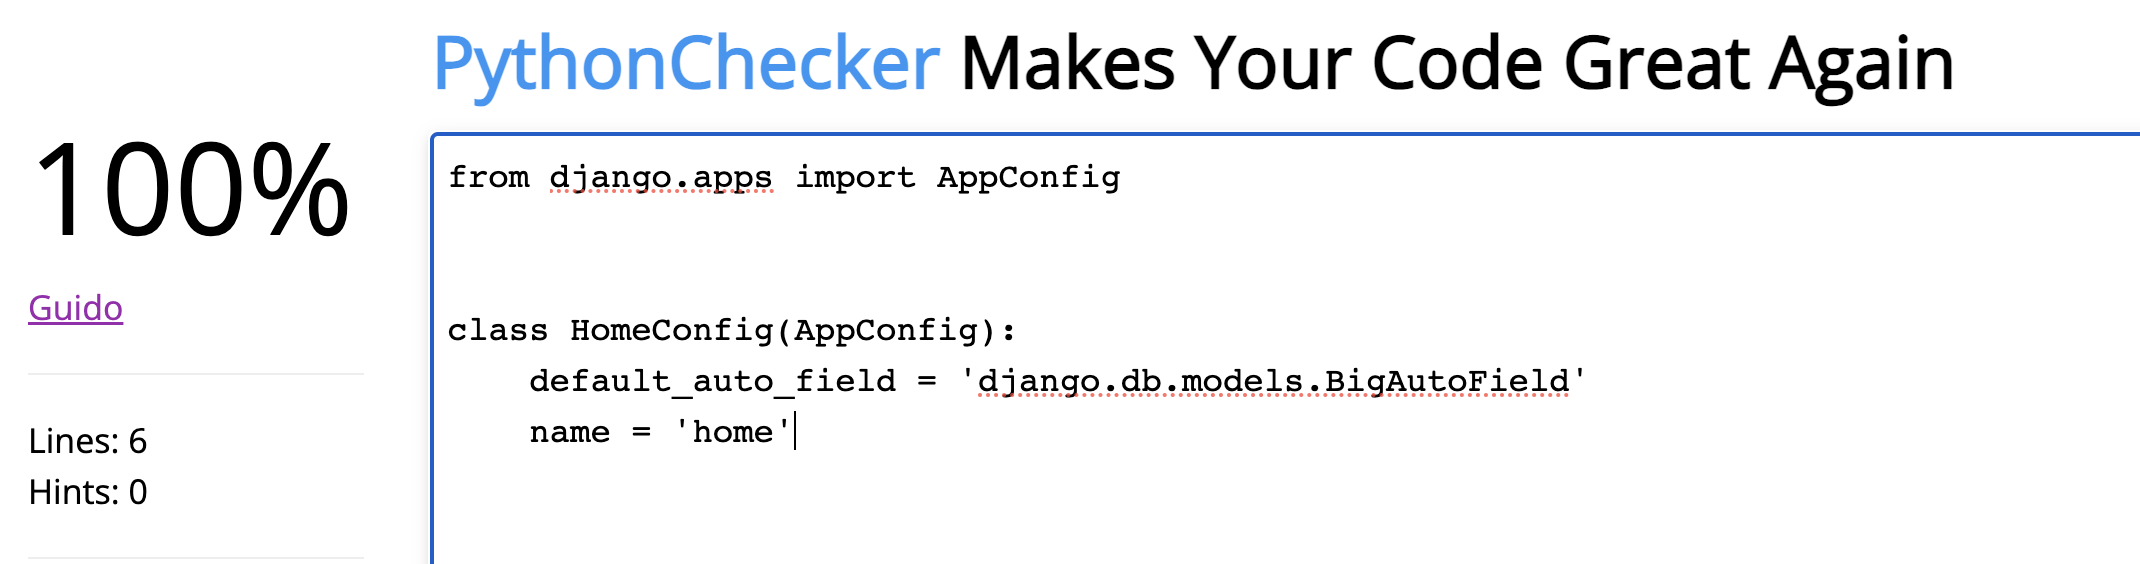 PythonChecker Makes Your Code Great Again
100%
Guido
Lines: 6
Hints: 0
from django.apps import AppConfig
class HomeConfig(AppConfig):
    default_auto_field = 'django.db.models.BigAutoField'
    name = 'home'